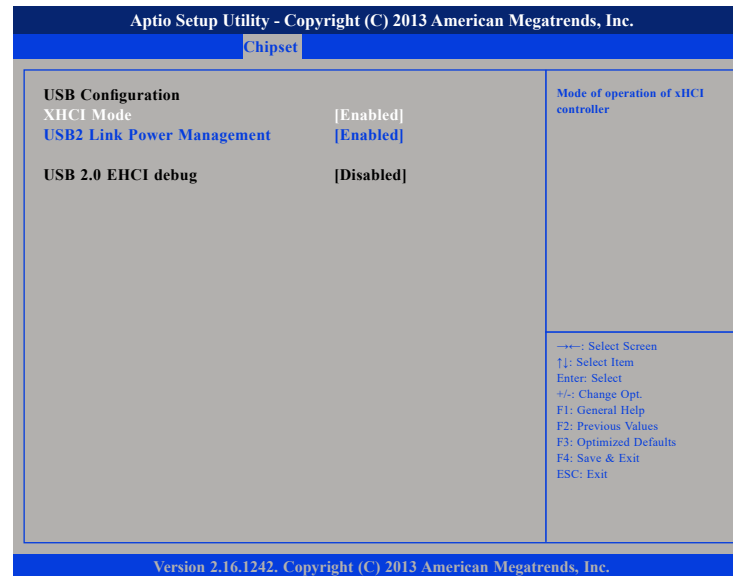 Aptio Setup Utility - Copyright (C) 2013 American Megatrends, Inc.
Chipset
USB Configuration
XHCI Mode [Enabled]
USB2 Link Power Management [Enabled]
USB 2.0 EHCI debug [Disabled]
Mode of operation of xHCI
controller
→←: Select Screen
↑↓: Select Item
Enter: Select
+/-: Change Opt.
F1: General Help
F2: Previous Values
F3: Optimized Defaults
F4: Save & Exit
ESC: Exit
Version 2.16.1242. Copyright (C) 2013 American Megatrends, Inc.